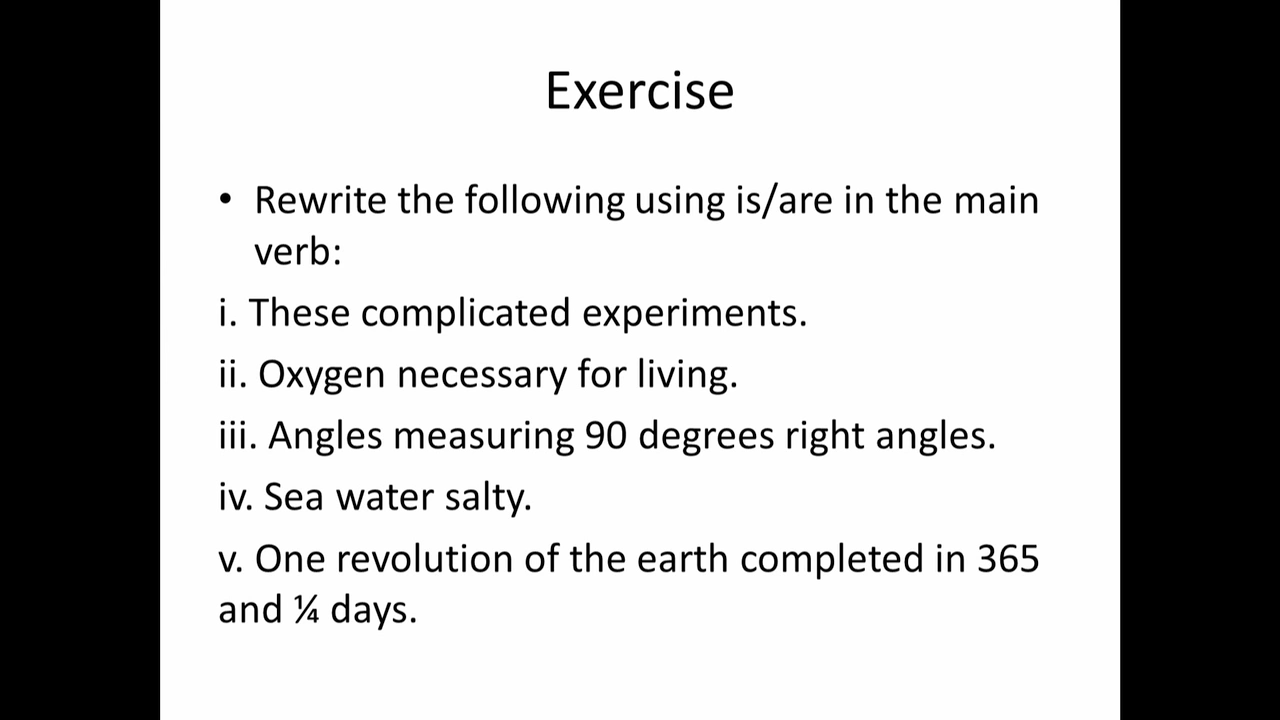 Exercise
• Rewrite the following using is/are in the main
verb:
i. These complicated experiments.
ii. Oxygen necessary for living.
iii. Angles measuring 90 degrees right angles.
iv. Sea water salty.
v. One revolution of the earth completed in 365
and ¼ days.